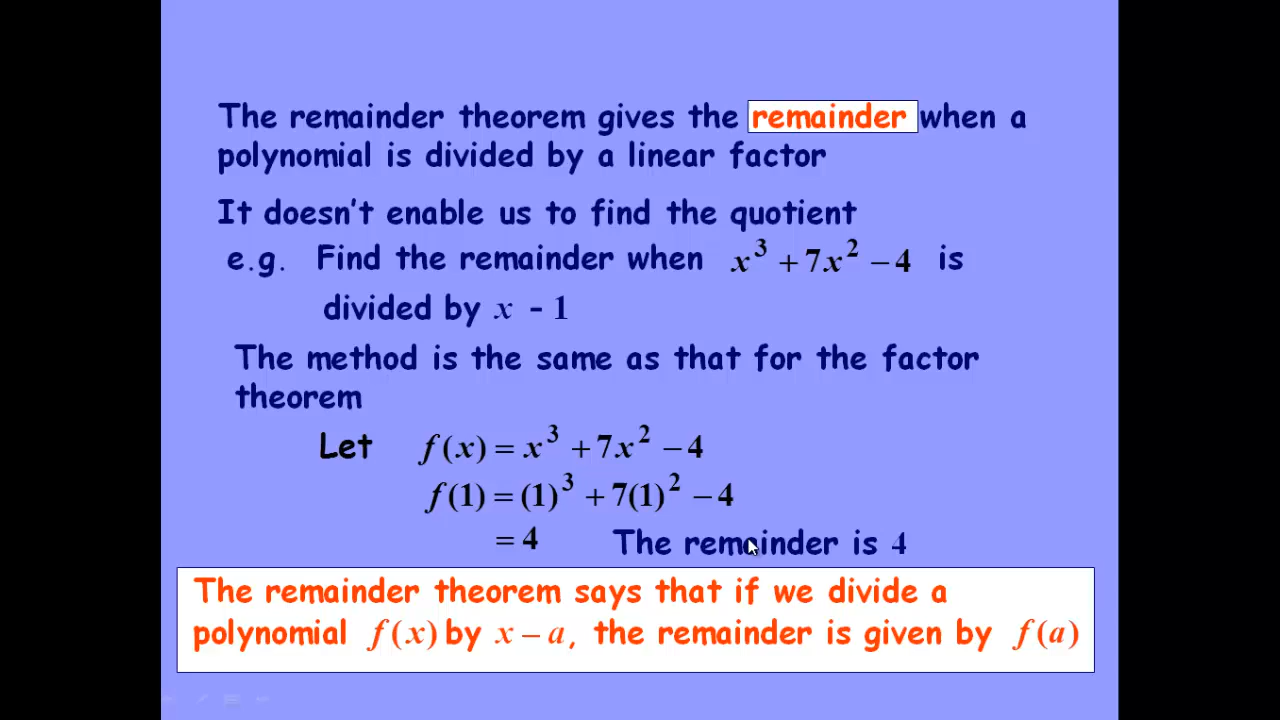 The remainder theorem gives the remainder when a
polynomial is divided by a linear factor
It doesn't enable us to find the quotient
e.g. Find the remainder when x³ + 7x² − 4 is
divided by x - 1
The method is the same as that for the factor
theorem
Let f(x) = x³ + 7x² − 4
f(1) = (1)³ + 7(1)² − 4
= 4 The remainder is 4
The remainder theorem says that if we divide a
polynomial f(x) by x − a, the remainder is given by f(a)